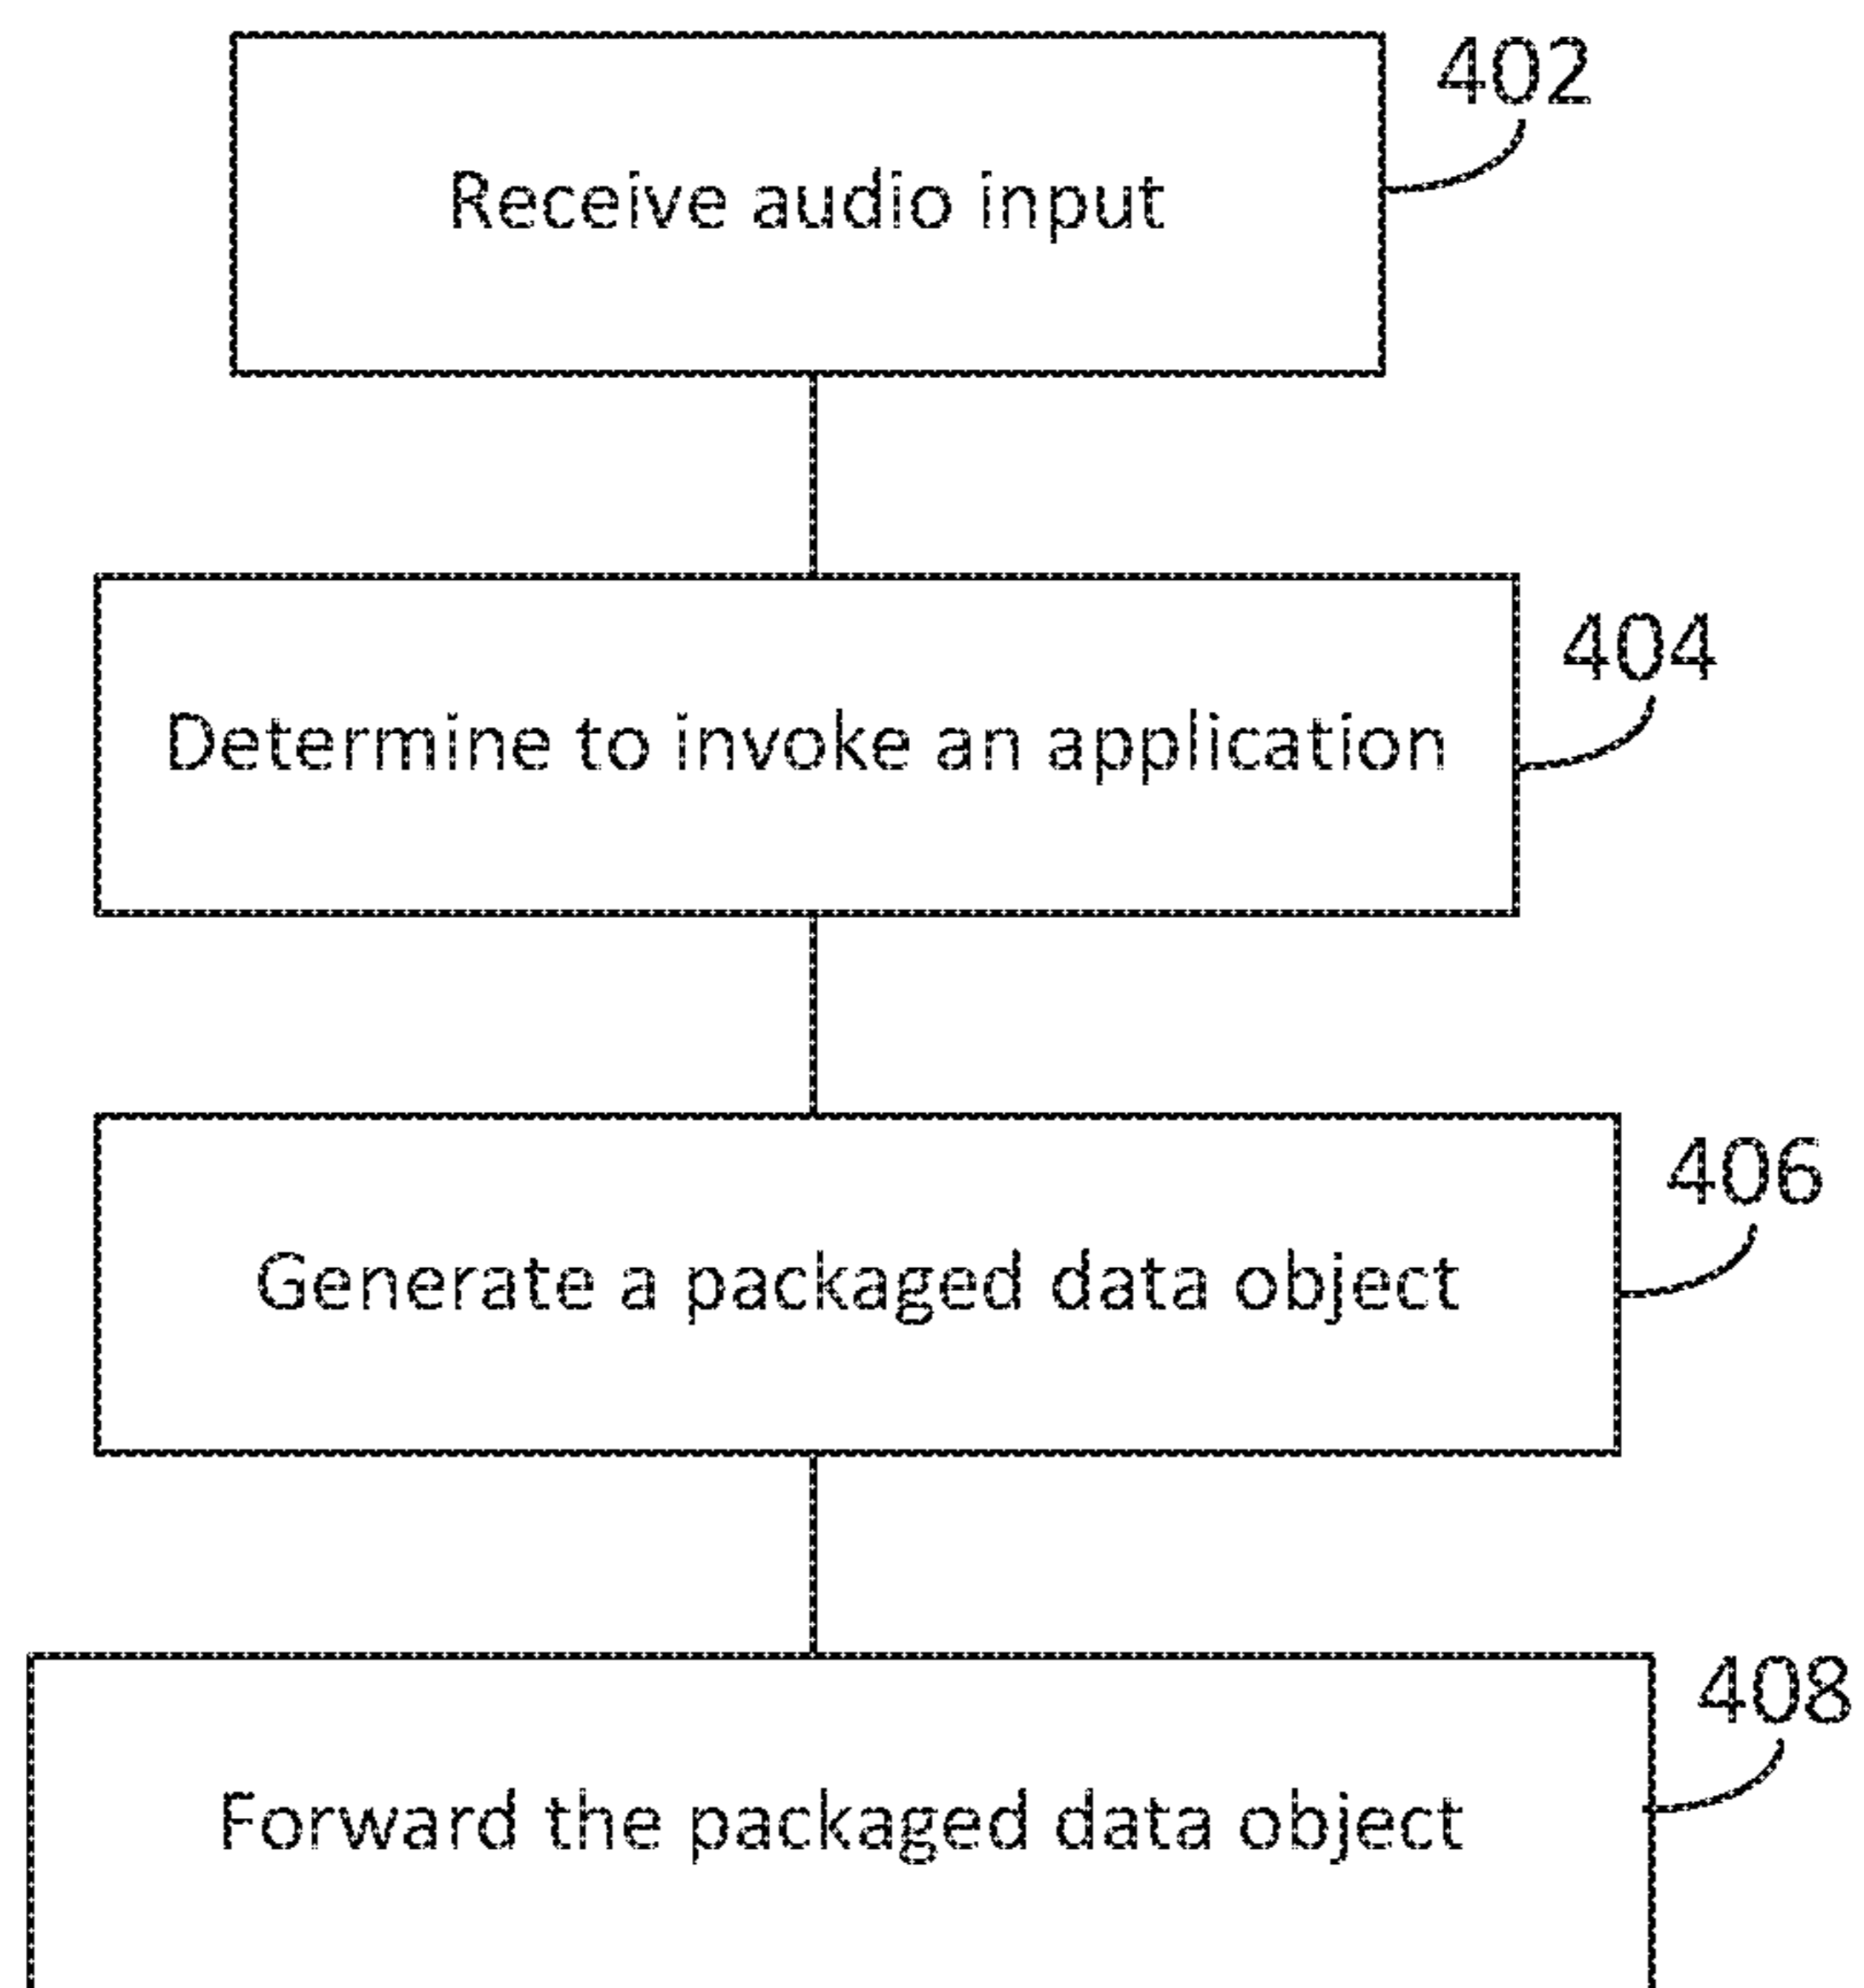 402
Receive audio input
404
Determine to invoke an application
406
Generate a packaged data object
408
Forward the packaged data object